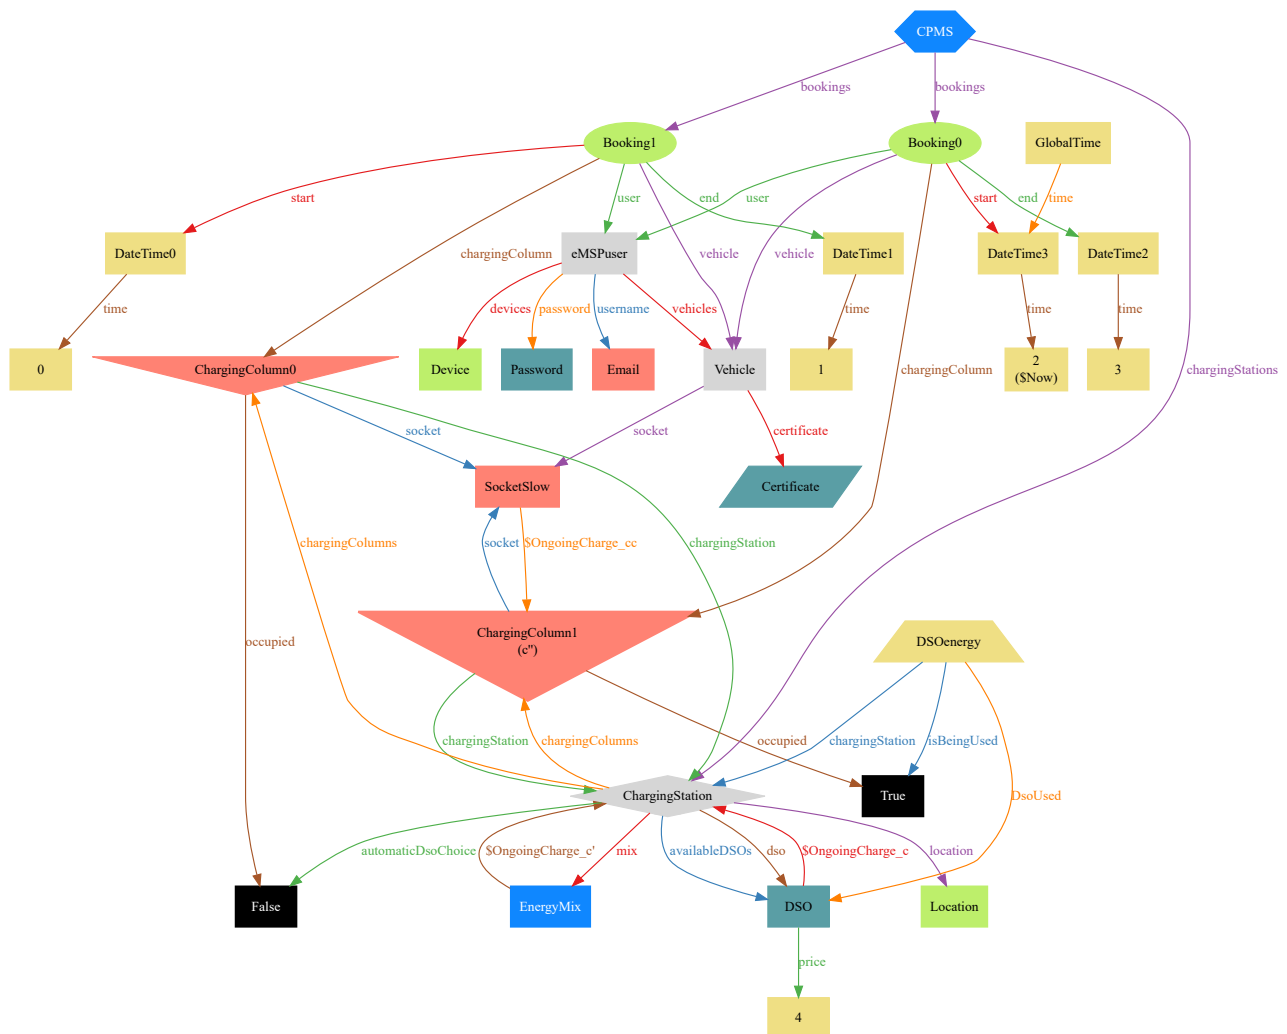 CPMS
bookings
bookings
Booking1
Booking0
GlobalTime
start
user
end
user
start
end
time
DateTime0
chargingColumn
eMSPuser
vehicle
vehicle
DateTime1
DateTime3
DateTime2
time
devices
password
username
vehicles
time
time
time
0
ChargingColumn0
Device
Password
Email
Vehicle
1
chargingColumn
2
($Now)
3
chargingStations
socket
socket
certificate
SocketSlow
Certificate
chargingColumns
socket
$OngoingCharge_cc
chargingStation
occupied
ChargingColumn1
(c'')
DSOenergy
chargingStation
chargingColumns
occupied
chargingStation
isBeingUsed
ChargingStation
True
DsoUsed
automaticDsoChoice
$OngoingCharge_c'
mix
availableDSOs
dso
$OngoingCharge_c
location
False
EnergyMix
DSO
Location
price
4